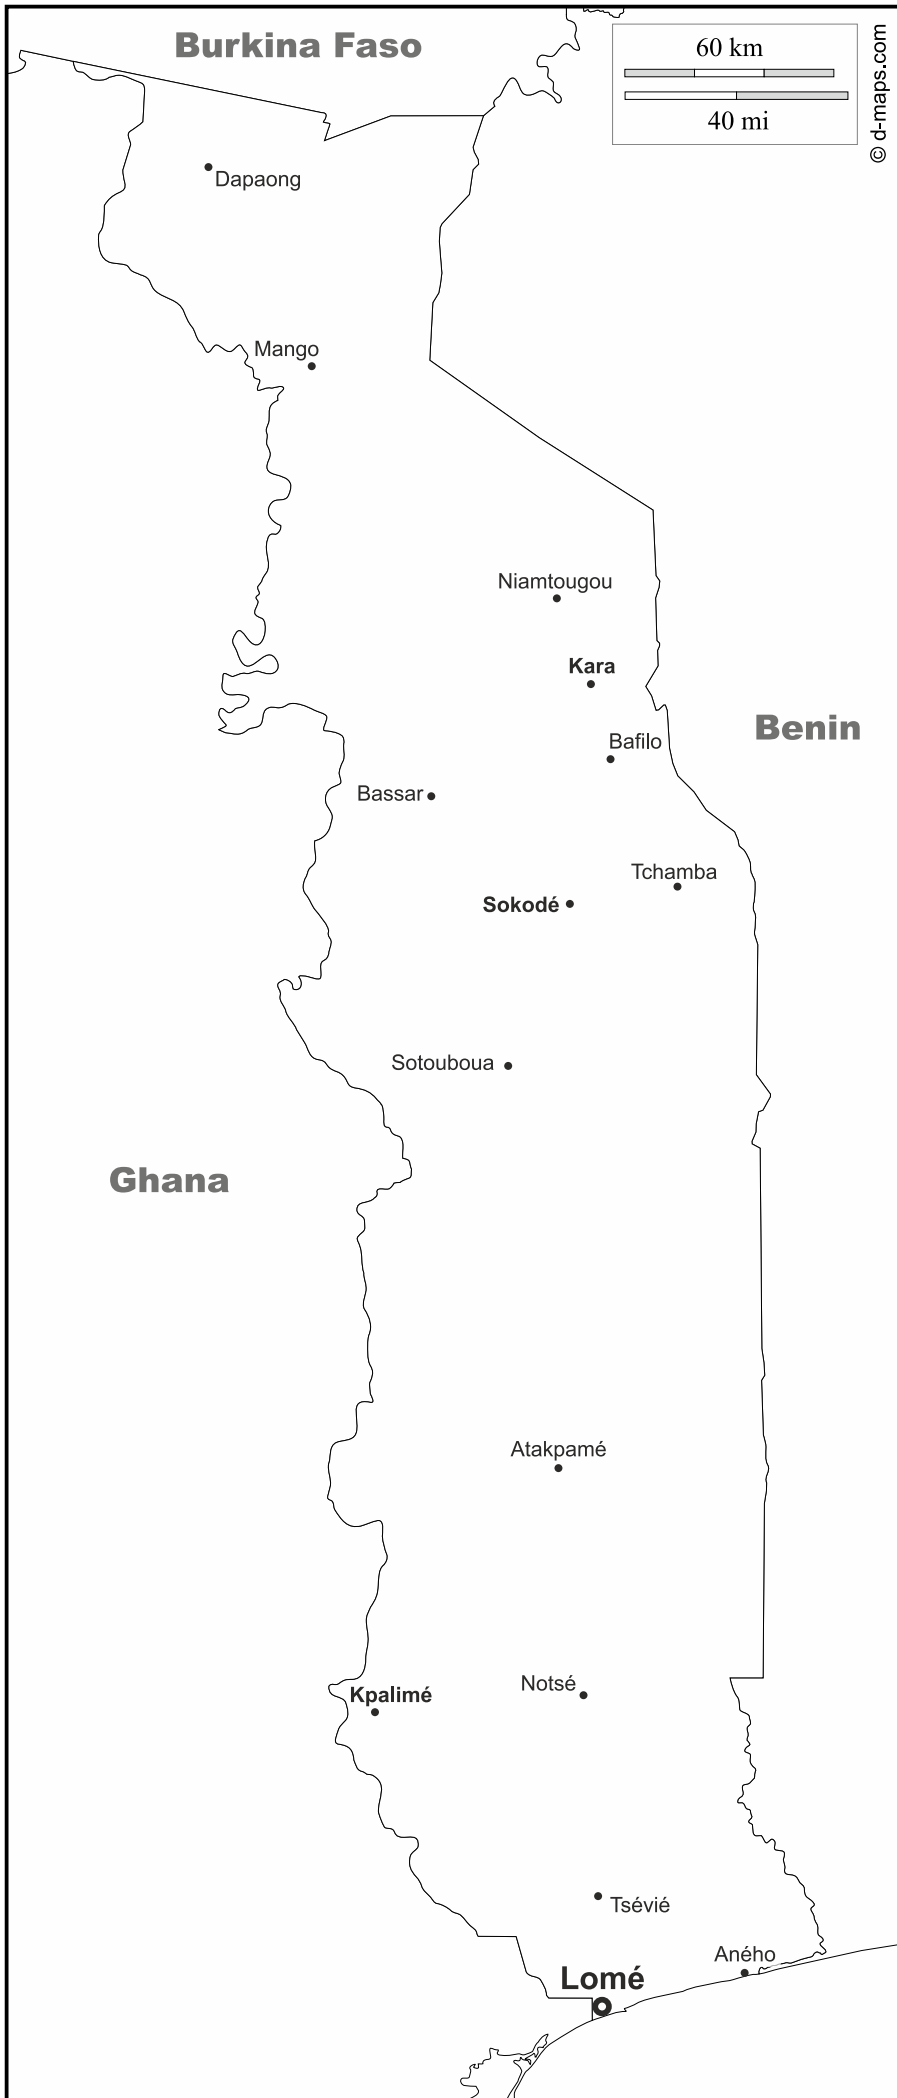 Burkina Faso
60 km
40 mi
© d-maps.com
Dapaong
Mango
Niamtougou
Kara
Benin
Bafilo
Bassar
Tchamba
Sokodé
Sotouboua
Ghana
Atakpamé
Notsé
Kpalimé
Tsévié
Aného
Lomé